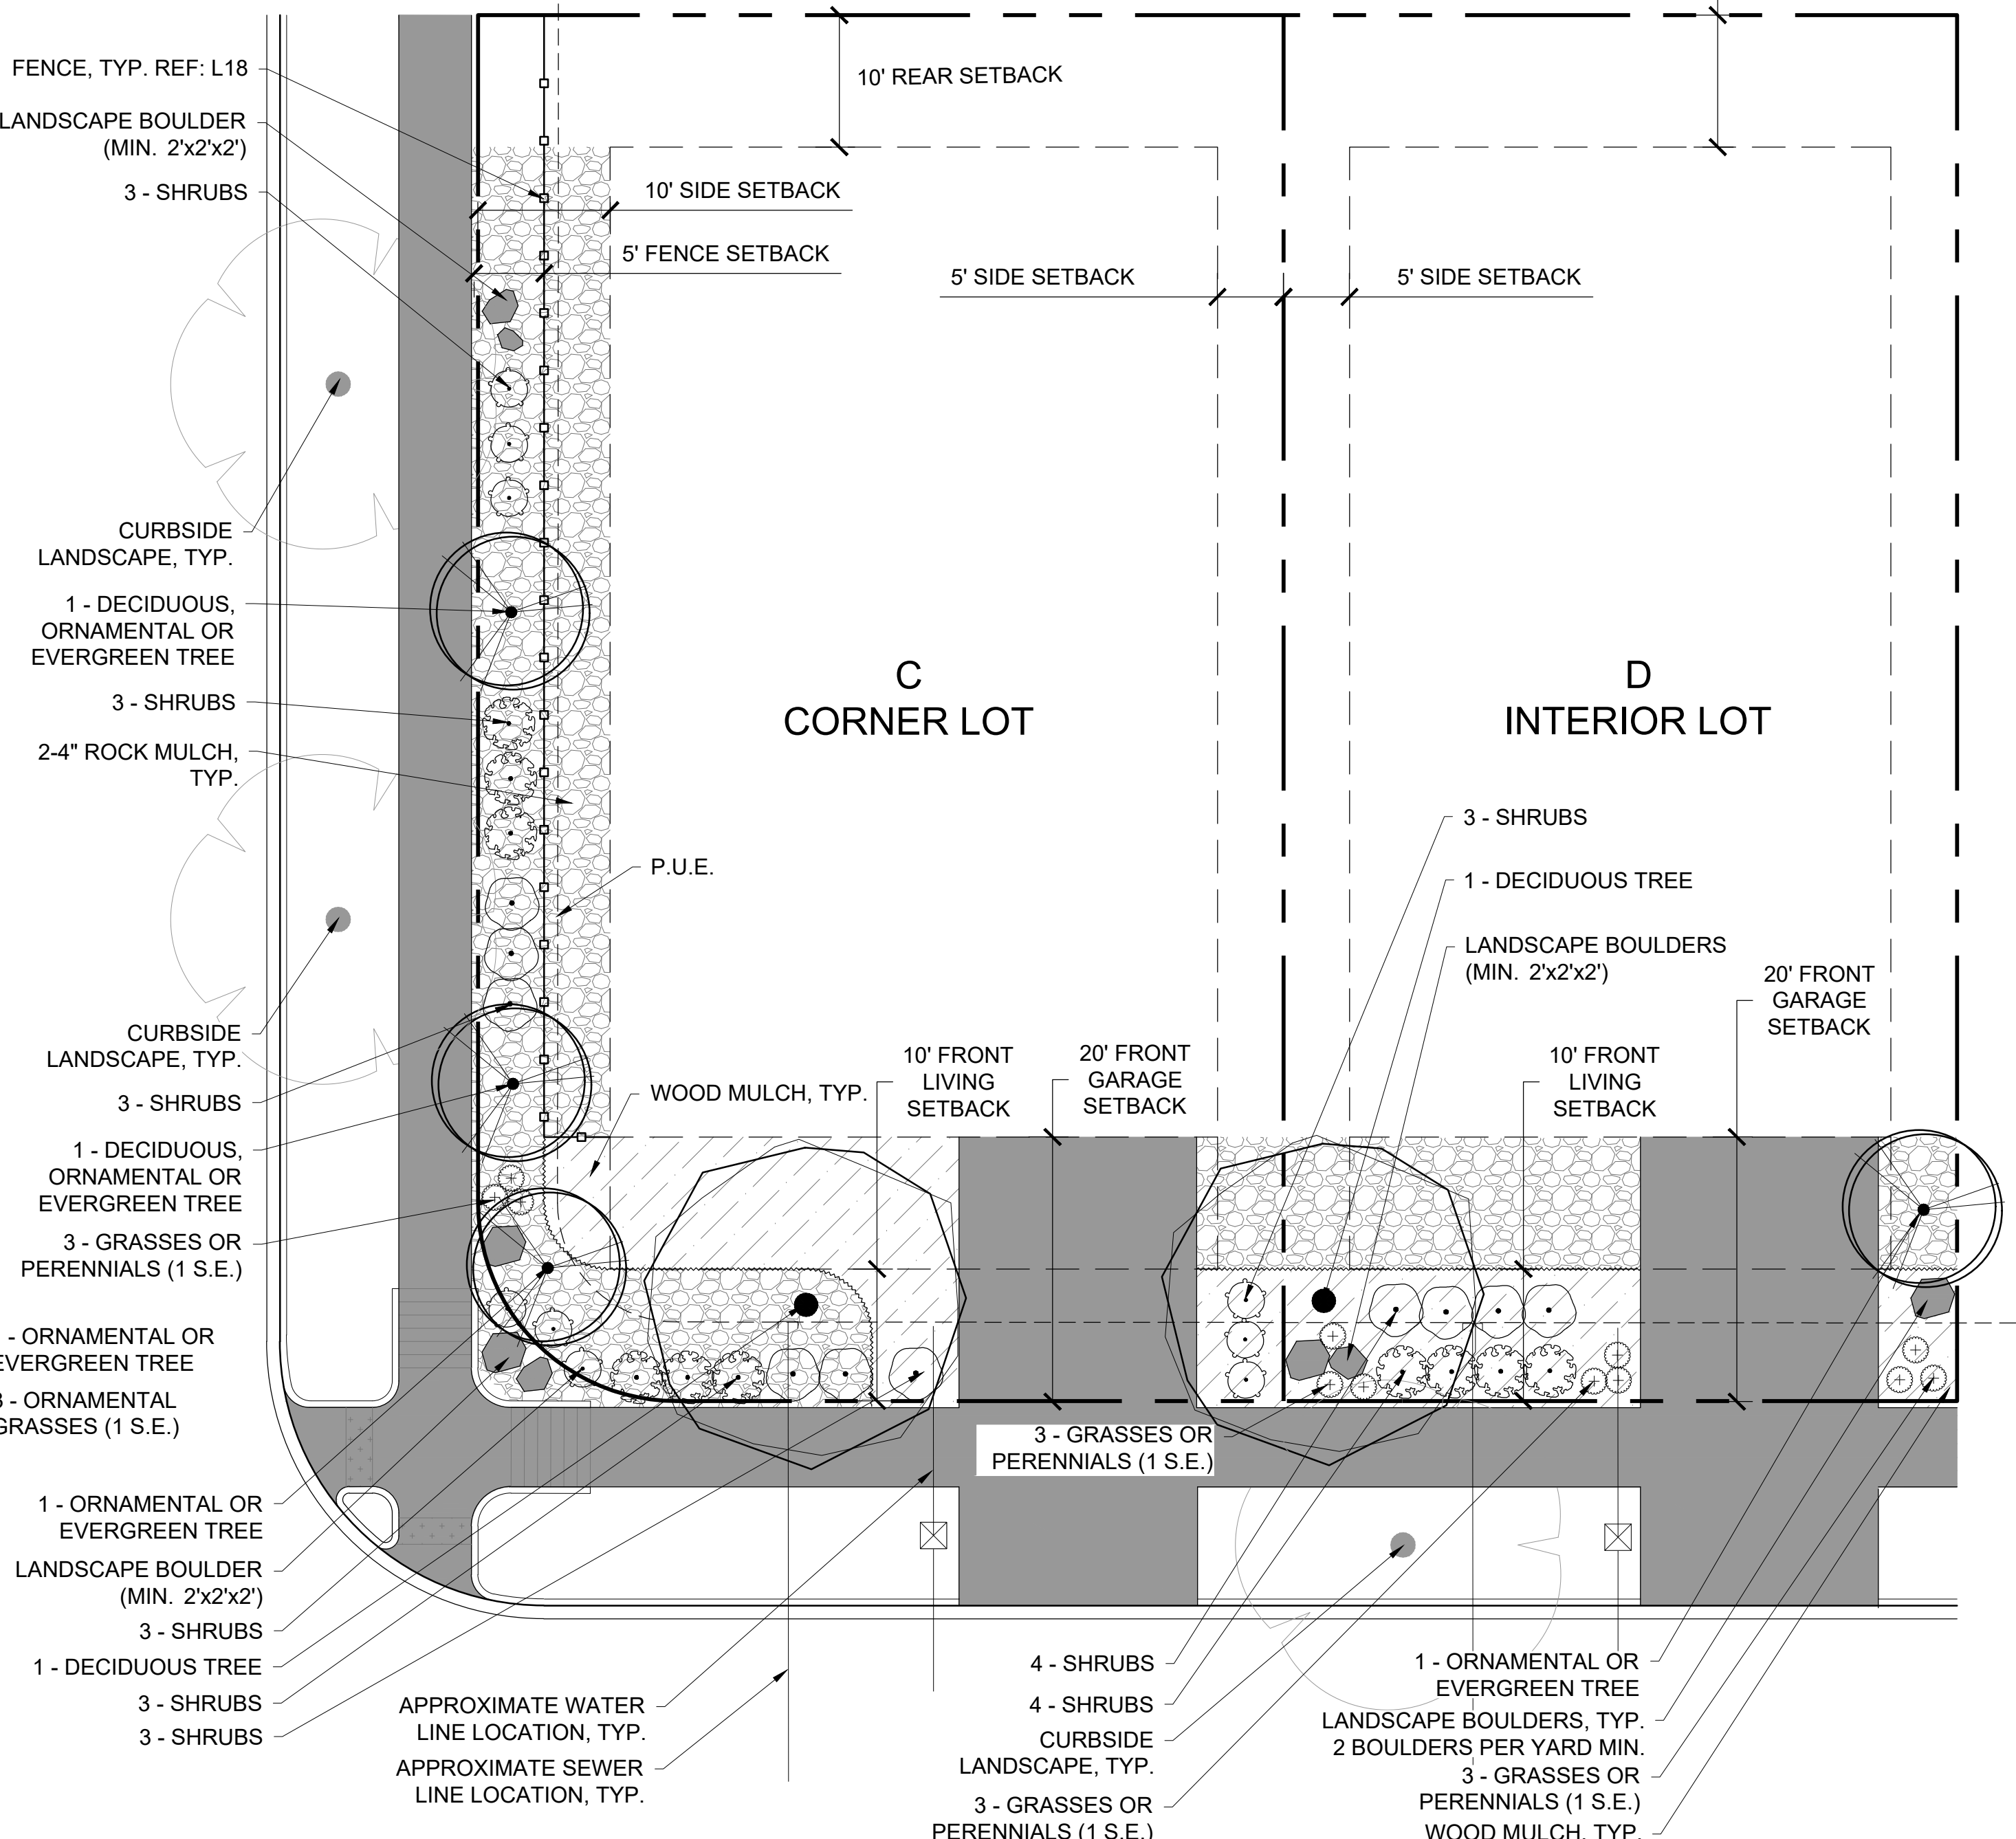 FENCE, TYP. REF: L18
LANDSCAPE BOULDER
(MIN. 2'x2'x2')
3 - SHRUBS
CURBSIDE
LANDSCAPE, TYP.
1 - DECIDUOUS,
ORNAMENTAL OR
EVERGREEN TREE
3 - SHRUBS
2-4" ROCK MULCH,
TYP.
CURBSIDE
LANDSCAPE, TYP.
3 - SHRUBS
1 - DECIDUOUS,
ORNAMENTAL OR
EVERGREEN TREE
3 - GRASSES OR
PERENNIALS (1 S.E.)
- ORNAMENTAL OR
EVERGREEN TREE
3 - ORNAMENTAL
GRASSES (1 S.E.)
1 - ORNAMENTAL OR
EVERGREEN TREE
LANDSCAPE BOULDER
(MIN. 2'x2'x2')
3 - SHRUBS
1 - DECIDUOUS TREE
3 - SHRUBS
3 - SHRUBS
10' REAR SETBACK
10' SIDE SETBACK
5' FENCE SETBACK
5' SIDE SETBACK
5' SIDE SETBACK
C
CORNER LOT
D
INTERIOR LOT
P.U.E.
3 - SHRUBS
1 - DECIDUOUS TREE
LANDSCAPE BOULDERS
(MIN. 2'x2'x2')
WOOD MULCH, TYP.
10' FRONT
LIVING
SETBACK
20' FRONT
GARAGE
SETBACK
10' FRONT
LIVING
SETBACK
20' FRONT
GARAGE
SETBACK
3 - GRASSES OR
PERENNIALS (1 S.E.)
APPROXIMATE WATER
LINE LOCATION, TYP.
APPROXIMATE SEWER
LINE LOCATION, TYP.
4 - SHRUBS
4 - SHRUBS
CURBSIDE
LANDSCAPE, TYP.
3 - GRASSES OR
PERENNIALS (1 S.E.)
1 - ORNAMENTAL OR
EVERGREEN TREE
LANDSCAPE BOULDERS, TYP.
2 BOULDERS PER YARD MIN.
3 - GRASSES OR
PERENNIALS (1 S.E.)
WOOD MULCH, TYP.